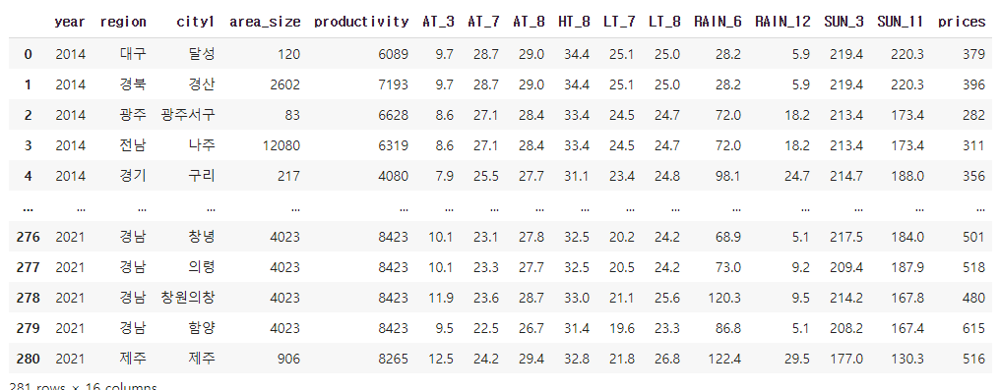 year region city1 area_size productivity AT_3 AT_7 AT_8 HT_8 LT_7 LT_8 RAIN_6 RAIN_12 SUN_3 SUN_11 prices
0 2014 대구 달성 120 6089 9.7 28.7 29.0 34.4 25.1 25.0 28.2 5.9 219.4 220.3 379
1 2014 경북 경산 2602 7193 9.7 28.7 29.0 34.4 25.1 25.0 28.2 5.9 219.4 220.3 396
2 2014 광주 광주서구 83 6628 8.6 27.1 28.4 33.4 24.5 24.7 72.0 18.2 213.4 173.4 282
3 2014 전남 나주 12080 6319 8.6 27.1 28.4 33.4 24.5 24.7 72.0 18.2 213.4 173.4 311
4 2014 경기 구리 217 4080 7.9 25.5 27.7 31.1 23.4 24.8 98.1 24.7 214.7 188.0 356
... ... ... ... ... ... ... ... ... ... ... ... ... ... ... ... ...
276 2021 경남 창녕 4023 8423 10.1 23.1 27.8 32.5 20.2 24.2 68.9 5.1 217.5 184.0 501
277 2021 경남 의령 4023 8423 10.1 23.3 27.7 32.5 20.5 24.2 73.0 9.2 209.4 187.9 518
278 2021 경남 창원의창 4023 8423 11.9 23.6 28.7 33.0 21.1 25.6 120.3 9.5 214.2 167.8 480
279 2021 경남 함양 4023 8423 9.5 22.5 26.7 31.4 19.6 23.3 86.8 5.1 208.2 167.4 615
280 2021 제주 제주 906 8265 12.5 24.2 29.4 32.8 21.8 26.8 122.4 29.5 177.0 130.3 516
281 rows × 16 columns